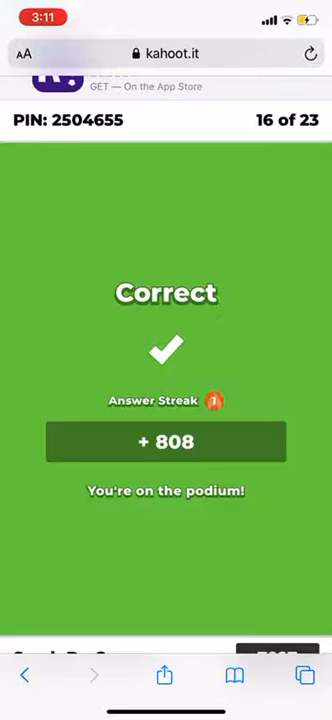 3:11
AA kahoot.it
GET — On the App Store
PIN: 2504655 16 of 23
Correct
Answer Streak 1
+ 808
You're on the podium!